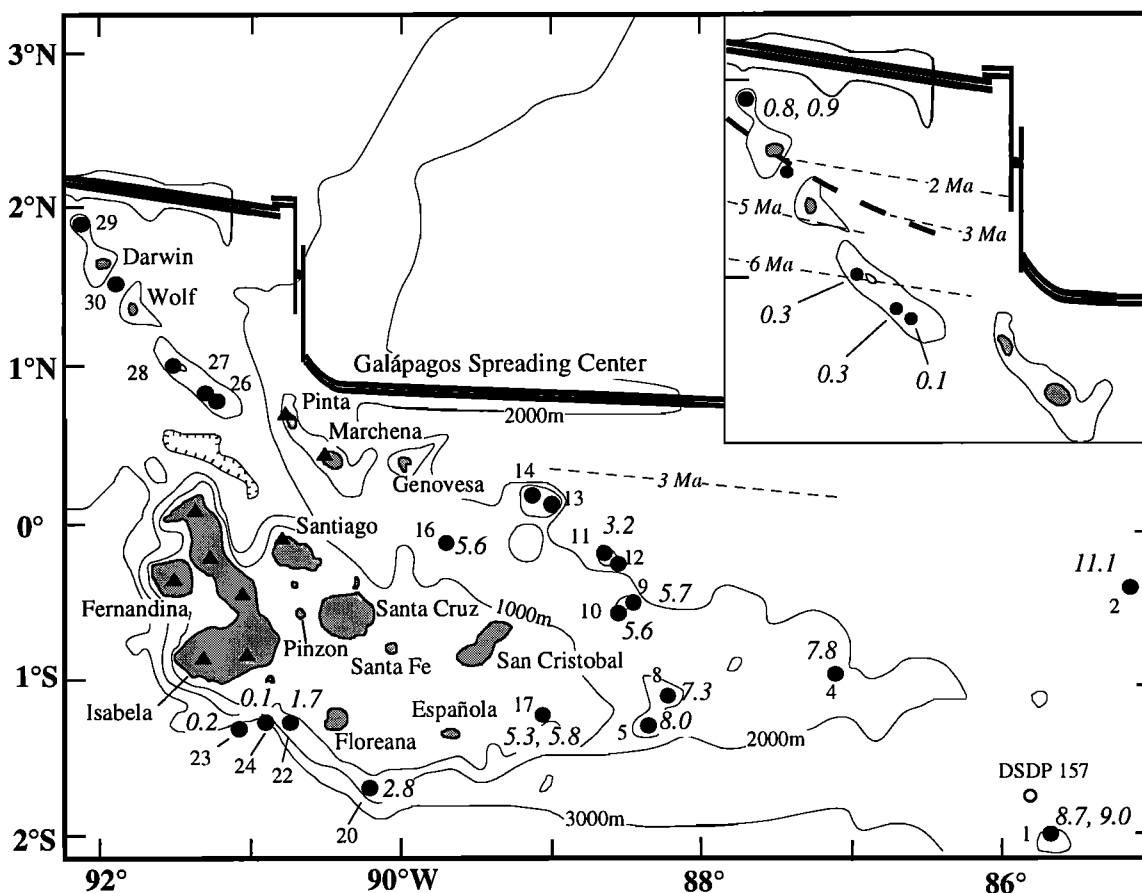 3°N
2°N
1°N
0°
1°S
2°S
92°
90°W
88°
86°
0.8, 0.9
2 Ma
5 Ma
3 Ma
6 Ma
0.3
0.3
0.1
29
Darwin
30
Wolf
28
27
26
Galápagos Spreading Center
2000m
Pinta
Marchena
Genovesa
3 Ma
14
13
16
5.6
11
3.2
12
9
5.7
10
5.6
11.1
2
Santiago
Fernandina
Santa Cruz
1000m
Pinzon
Santa Fe
San Cristobal
7.8
4
8
7.3
5
8.0
Isabela
0.2
0.1
1.7
23
24
22
Floreana
Española
17
5.3, 5.8
2000m
2.8
20
3000m
DSDP 157
8.7, 9.0
1